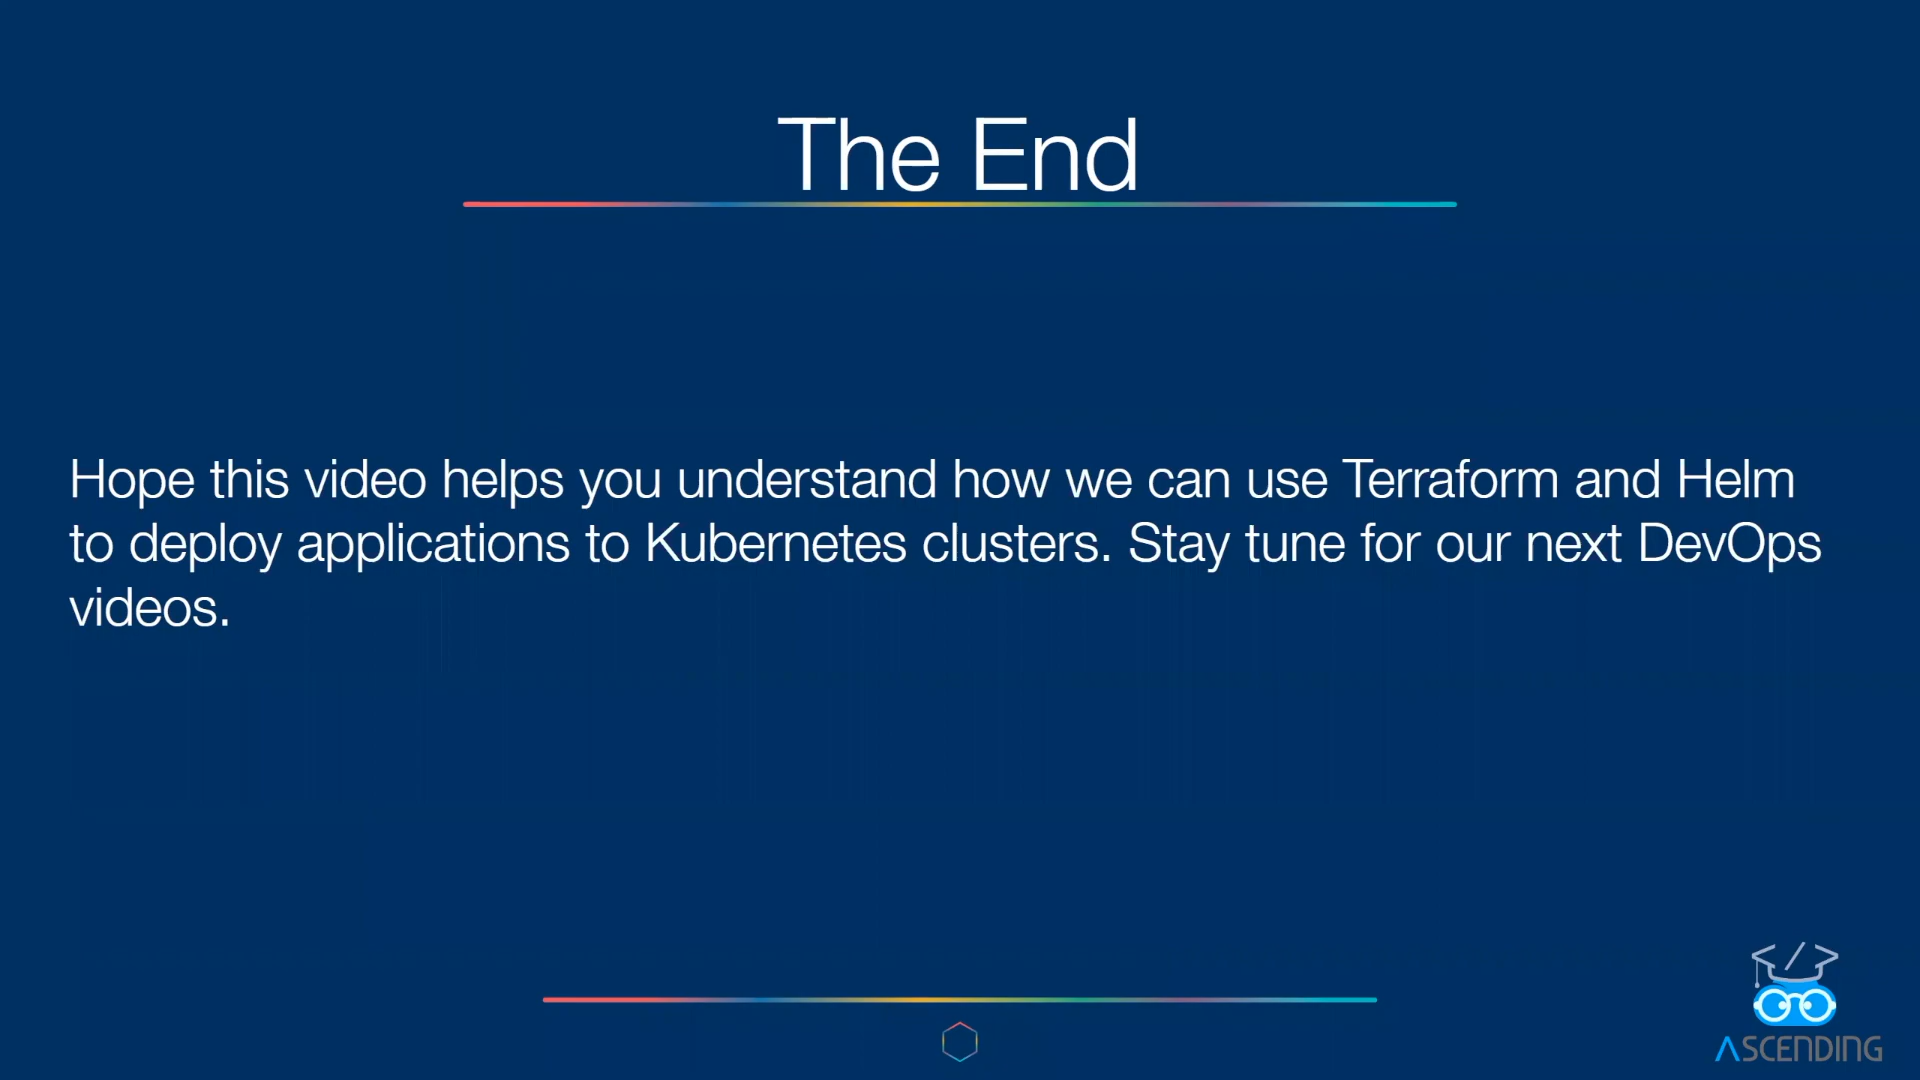 The End
Hope this video helps you understand how we can use Terraform and Helm
to deploy applications to Kubernetes clusters. Stay tune for our next DevOps
videos.
ASCENDING